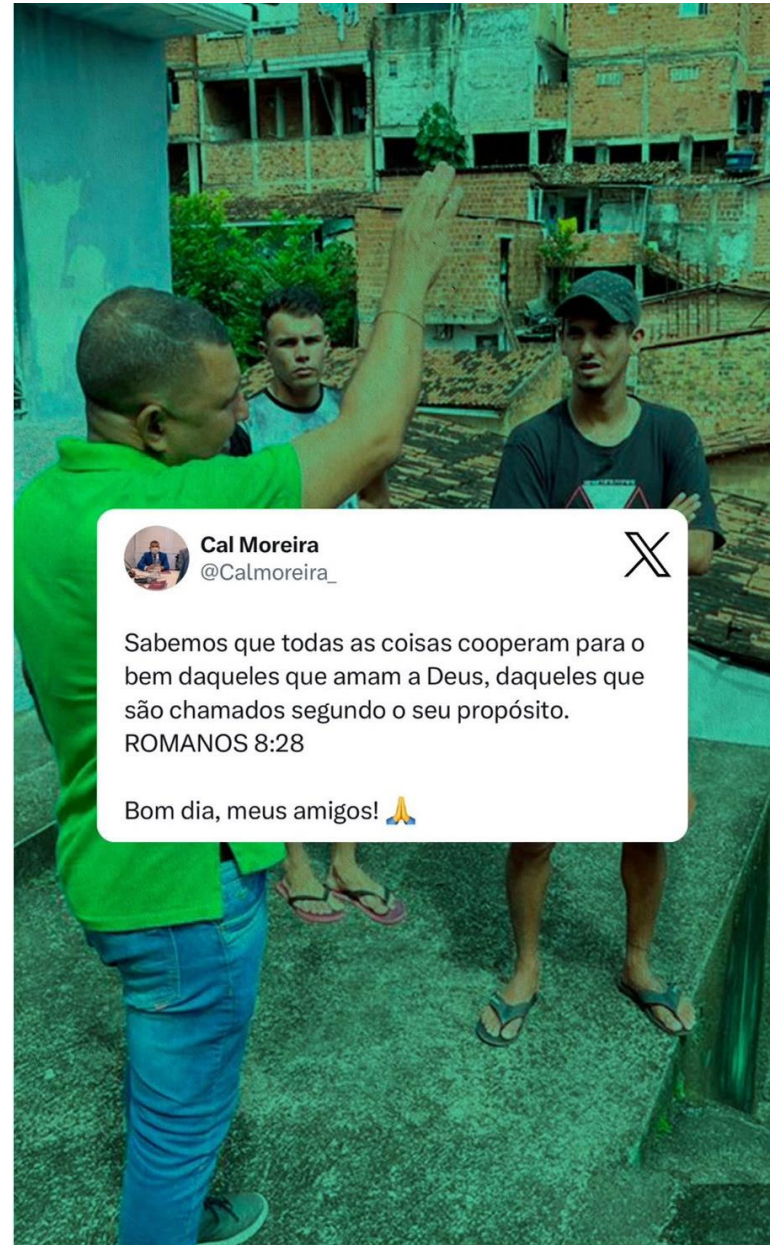 Cal Moreira
@Calmoreira_
Sabemos que todas as coisas cooperam para o
bem daqueles que amam a Deus, daqueles que
são chamados segundo o seu propósito.
ROMANOS 8:28
Bom dia, meus amigos! 🙏